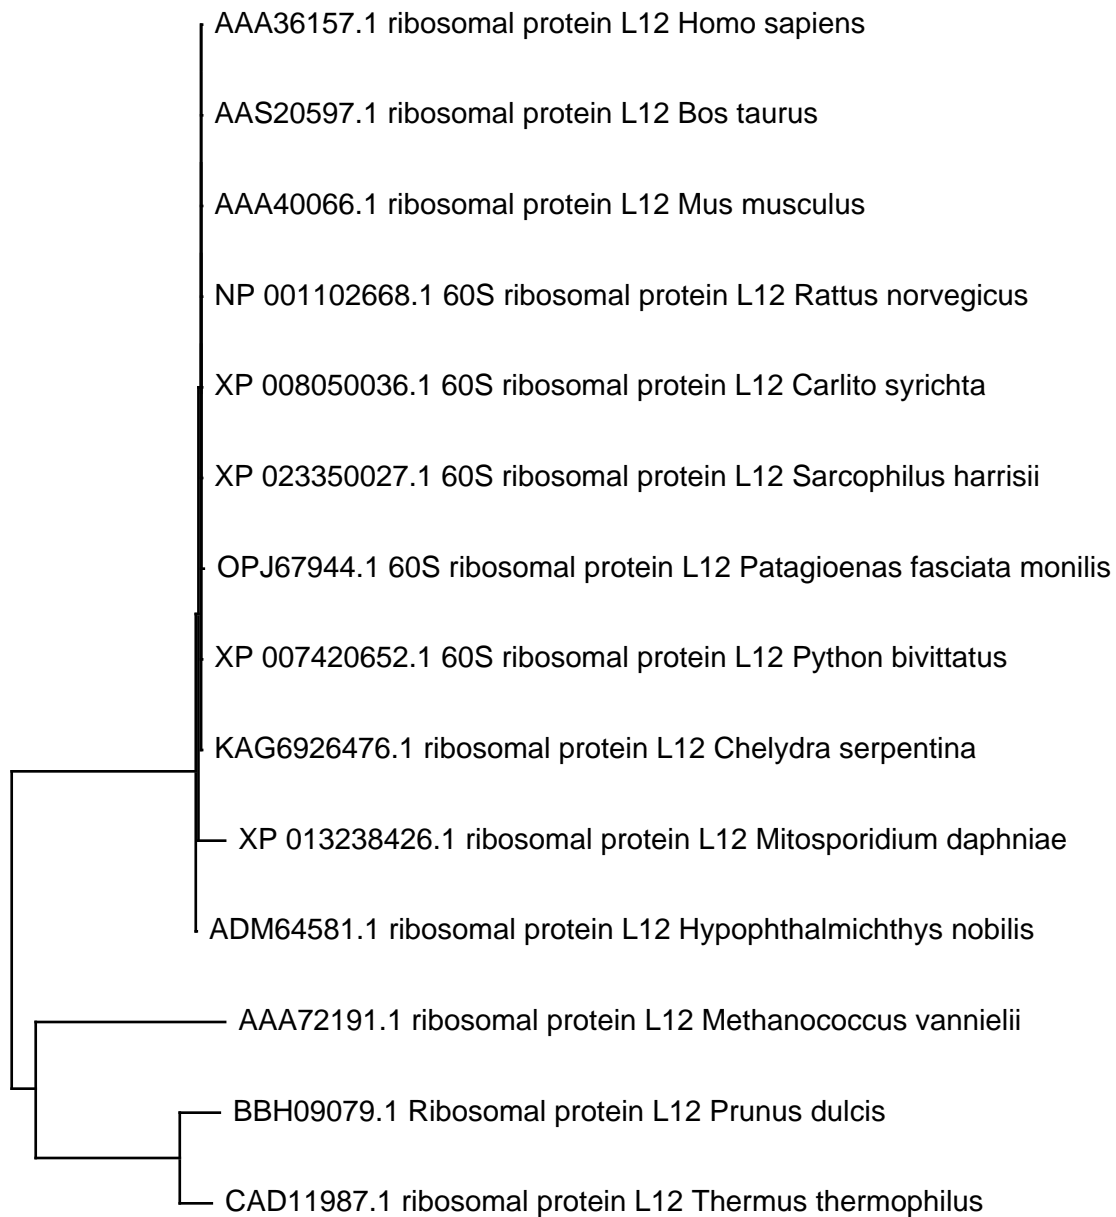 AAA36157.1 ribosomal protein L12 Homo sapiens
AAS20597.1 ribosomal protein L12 Bos taurus
AAA40066.1 ribosomal protein L12 Mus musculus
NP 001102668.1 60S ribosomal protein L12 Rattus norvegicus
XP 008050036.1 60S ribosomal protein L12 Carlito syrichta
XP 023350027.1 60S ribosomal protein L12 Sarcophilus harrisii
OPJ67944.1 60S ribosomal protein L12 Patagioenas fasciata monilis
XP 007420652.1 60S ribosomal protein L12 Python bivittatus
KAG6926476.1 ribosomal protein L12 Chelydra serpentina
XP 013238426.1 ribosomal protein L12 Mitosporidium daphniae
ADM64581.1 ribosomal protein L12 Hypophthalmichthys nobilis
AAA72191.1 ribosomal protein L12 Methanococcus vannielii
BBH09079.1 Ribosomal protein L12 Prunus dulcis
CAD11987.1 ribosomal protein L12 Thermus thermophilus